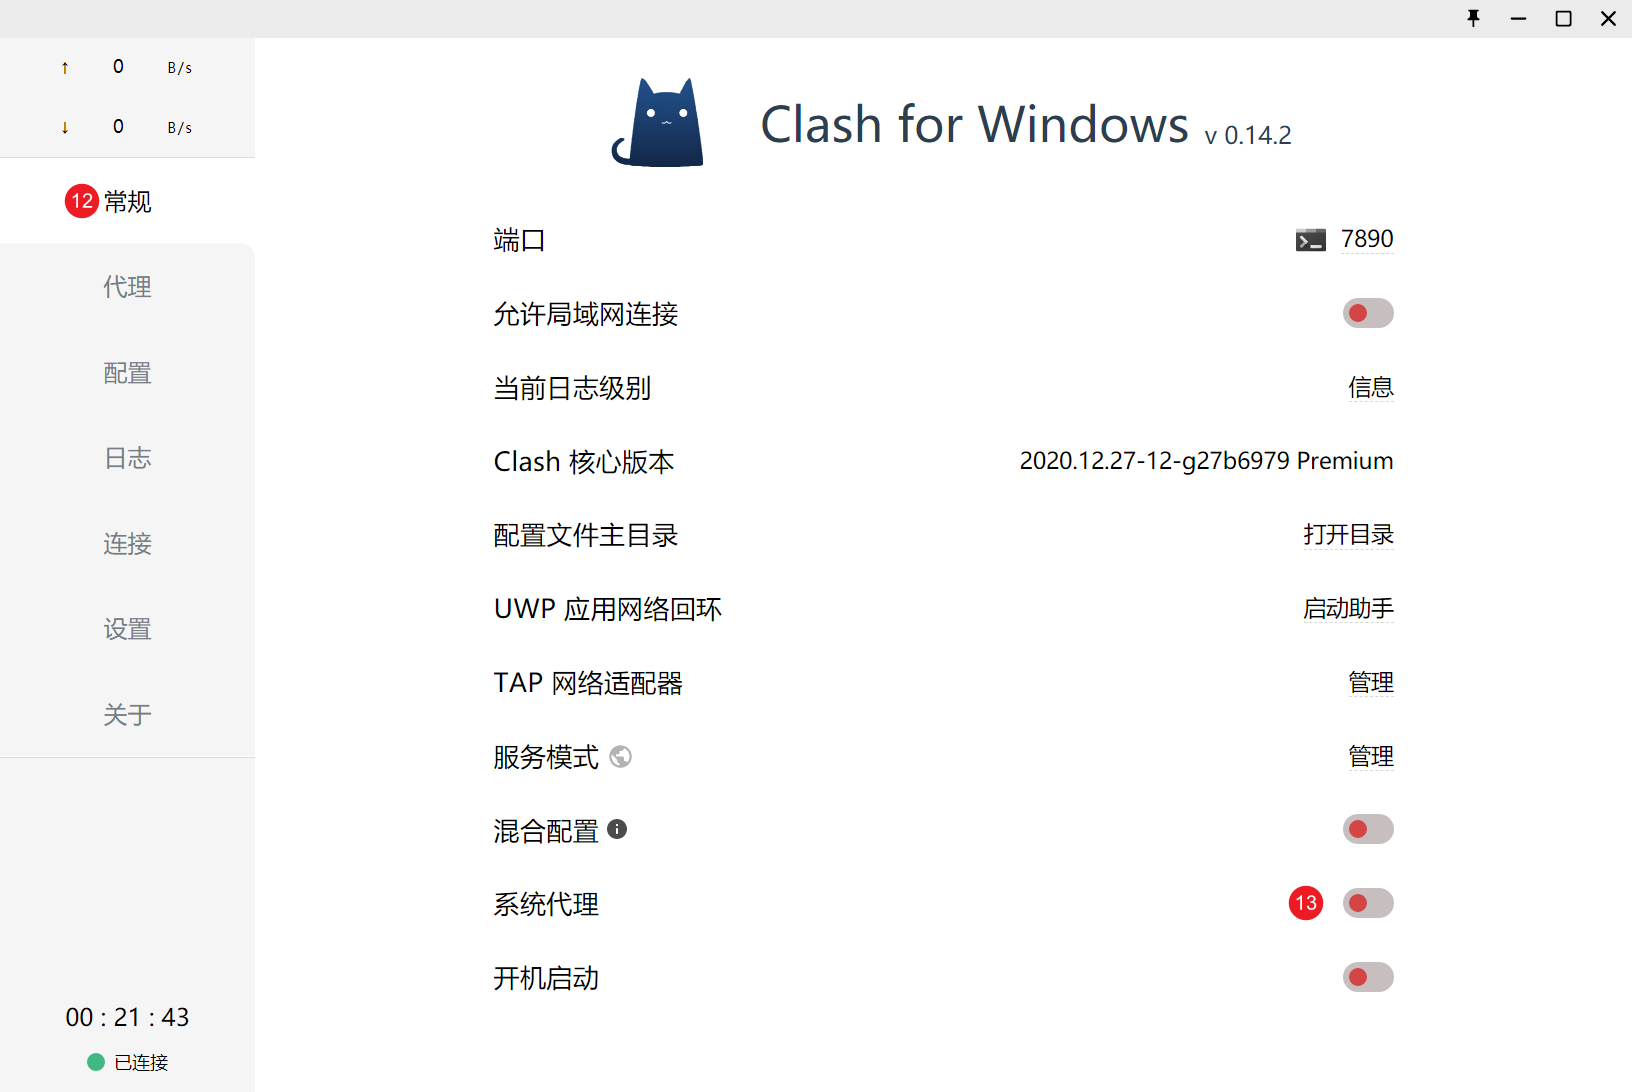 ↑ 0 B/s
↓ 0 B/s
12 常规
代理
配置
日志
连接
设置
关于
00 : 21 : 43
已连接
Clash for Windows v 0.14.2
端口 7890
允许局域网连接
当前日志级别 信息
Clash 核心版本 2020.12.27-12-g27b6979 Premium
配置文件主目录 打开目录
UWP 应用网络回环 启动助手
TAP 网络适配器 管理
服务模式 管理
混合配置
系统代理 13
开机启动